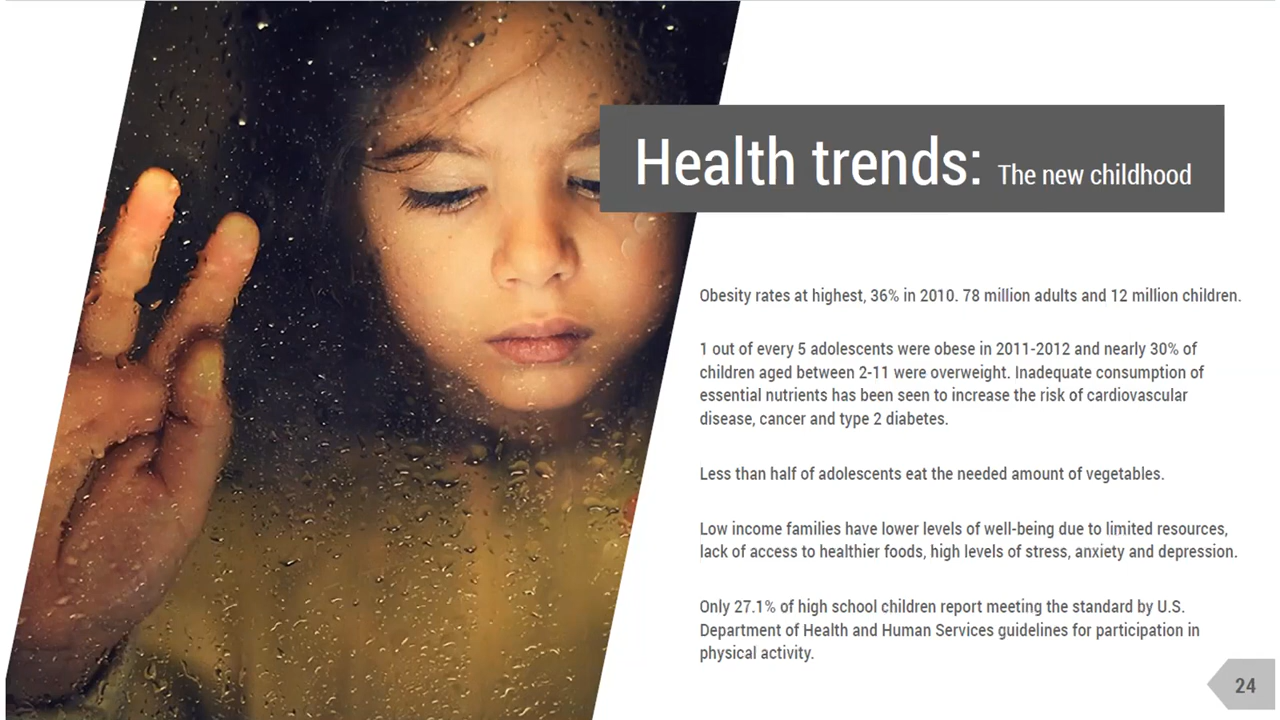 Health trends: The new childhood
Obesity rates at highest, 36% in 2010. 78 million adults and 12 million children.
1 out of every 5 adolescents were obese in 2011-2012 and nearly 30% of
children aged between 2-11 were overweight. Inadequate consumption of
essential nutrients has been seen to increase the risk of cardiovascular
disease, cancer and type 2 diabetes.
Less than half of adolescents eat the needed amount of vegetables.
Low income families have lower levels of well-being due to limited resources,
lack of access to healthier foods, high levels of stress, anxiety and depression.
Only 27.1% of high school children report meeting the standard by U.S.
Department of Health and Human Services guidelines for participation in
physical activity.
24